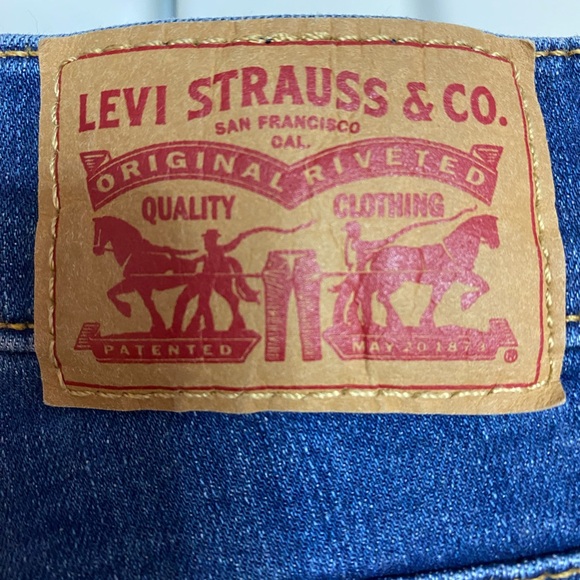 LEVI STRAUSS & CO.
SAN FRANCISCO
CAL.
ORIGINAL RIVETED
QUALITY CLOTHING
PATENTED MAY 20 1873 ®